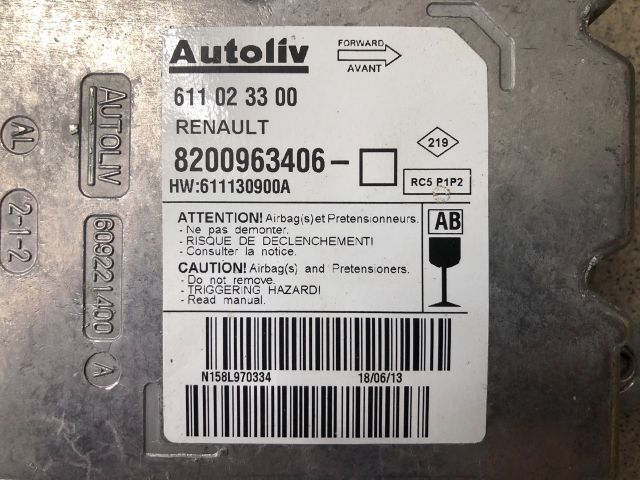 Autoliv
FORWARD
AVANT
611 02 33 00
RENAULT
8200963406-
HW:611130900A
219
RC5 P1P2
ATTENTION! Airbag(s)et Pretensionneurs.
- Ne pas demonter.
- RISQUE DE DECLENCHEMENT!
- Consulter la notice.
CAUTION! Airbag(s) and Pretensioners.
- Do not remove.
- TRIGGERING HAZARD!
- Read manual.
AB
N158L970334
18/06/13
AUTOLIV
609221400
A
AL
2-1-2